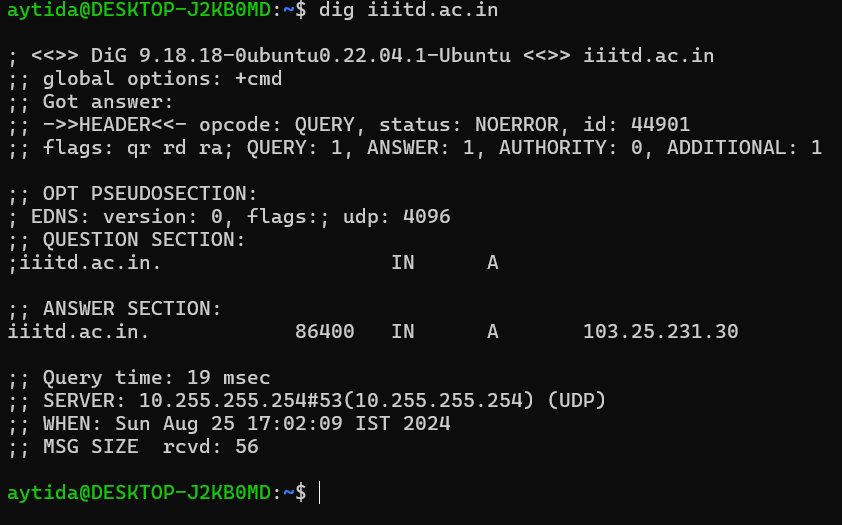 aytida@DESKTOP-J2KB0MD:~$ dig iiitd.ac.in
; <<>> DiG 9.18.18-0ubuntu0.22.04.1-Ubuntu <<>> iiitd.ac.in
;; global options: +cmd
;; Got answer:
;; ->>HEADER<<- opcode: QUERY, status: NOERROR, id: 44901
;; flags: qr rd ra; QUERY: 1, ANSWER: 1, AUTHORITY: 0, ADDITIONAL: 1
;; OPT PSEUDOSECTION:
; EDNS: version: 0, flags:; udp: 4096
;; QUESTION SECTION:
;iiitd.ac.in. IN A
;; ANSWER SECTION:
iiitd.ac.in. 86400 IN A 103.25.231.30
;; Query time: 19 msec
;; SERVER: 10.255.255.254#53(10.255.255.254) (UDP)
;; WHEN: Sun Aug 25 17:02:09 IST 2024
;; MSG SIZE rcvd: 56
aytida@DESKTOP-J2KB0MD:~$